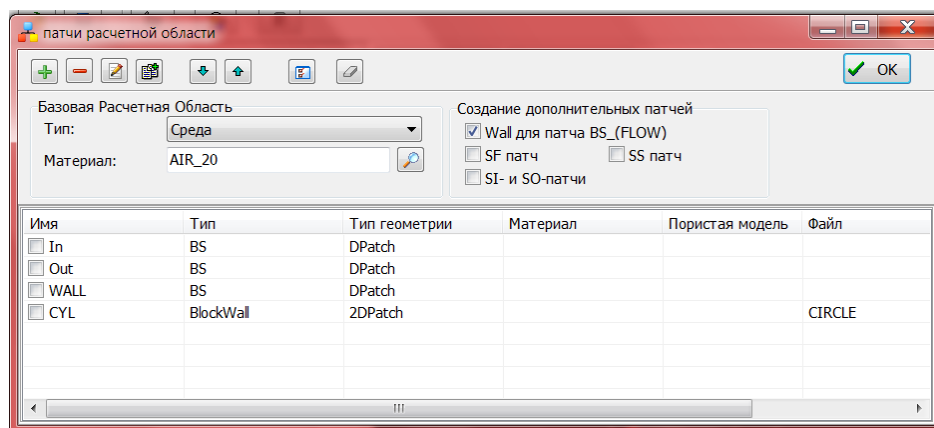 патчи расчетной области
OK
Базовая Расчетная Область
Тип: Среда
Материал: AIR_20
Создание дополнительных патчей
Wall для патча BS_(FLOW)
SF патч SS патч
SI- и SO-патчи
Имя Тип Тип геометрии Материал Пористая модель Файл
In BS DPatch
Out BS DPatch
WALL BS DPatch
CYL BlockWall 2DPatch CIRCLE